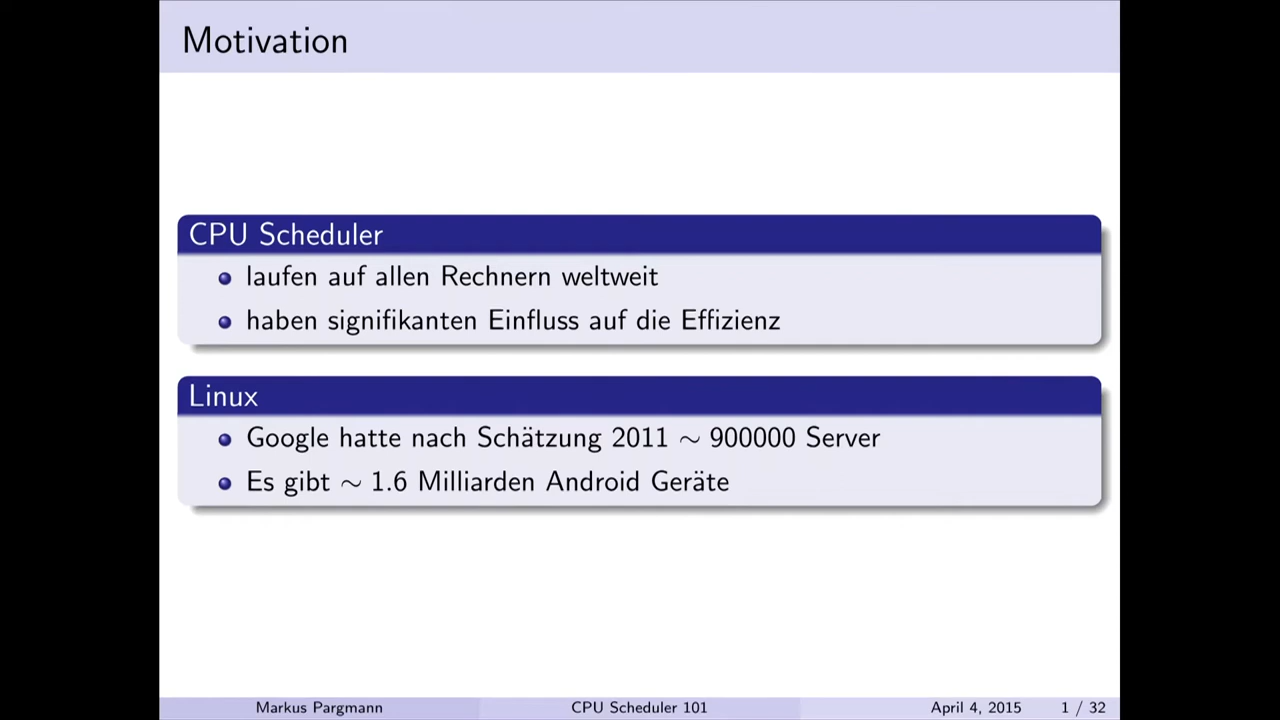 Motivation
CPU Scheduler
laufen auf allen Rechnern weltweit
haben signifikanten Einfluss auf die Effizienz
Linux
Google hatte nach Schätzung 2011 ∼ 900000 Server
Es gibt ∼ 1.6 Milliarden Android Geräte
Markus Pargmann CPU Scheduler 101 April 4, 2015 1 / 32